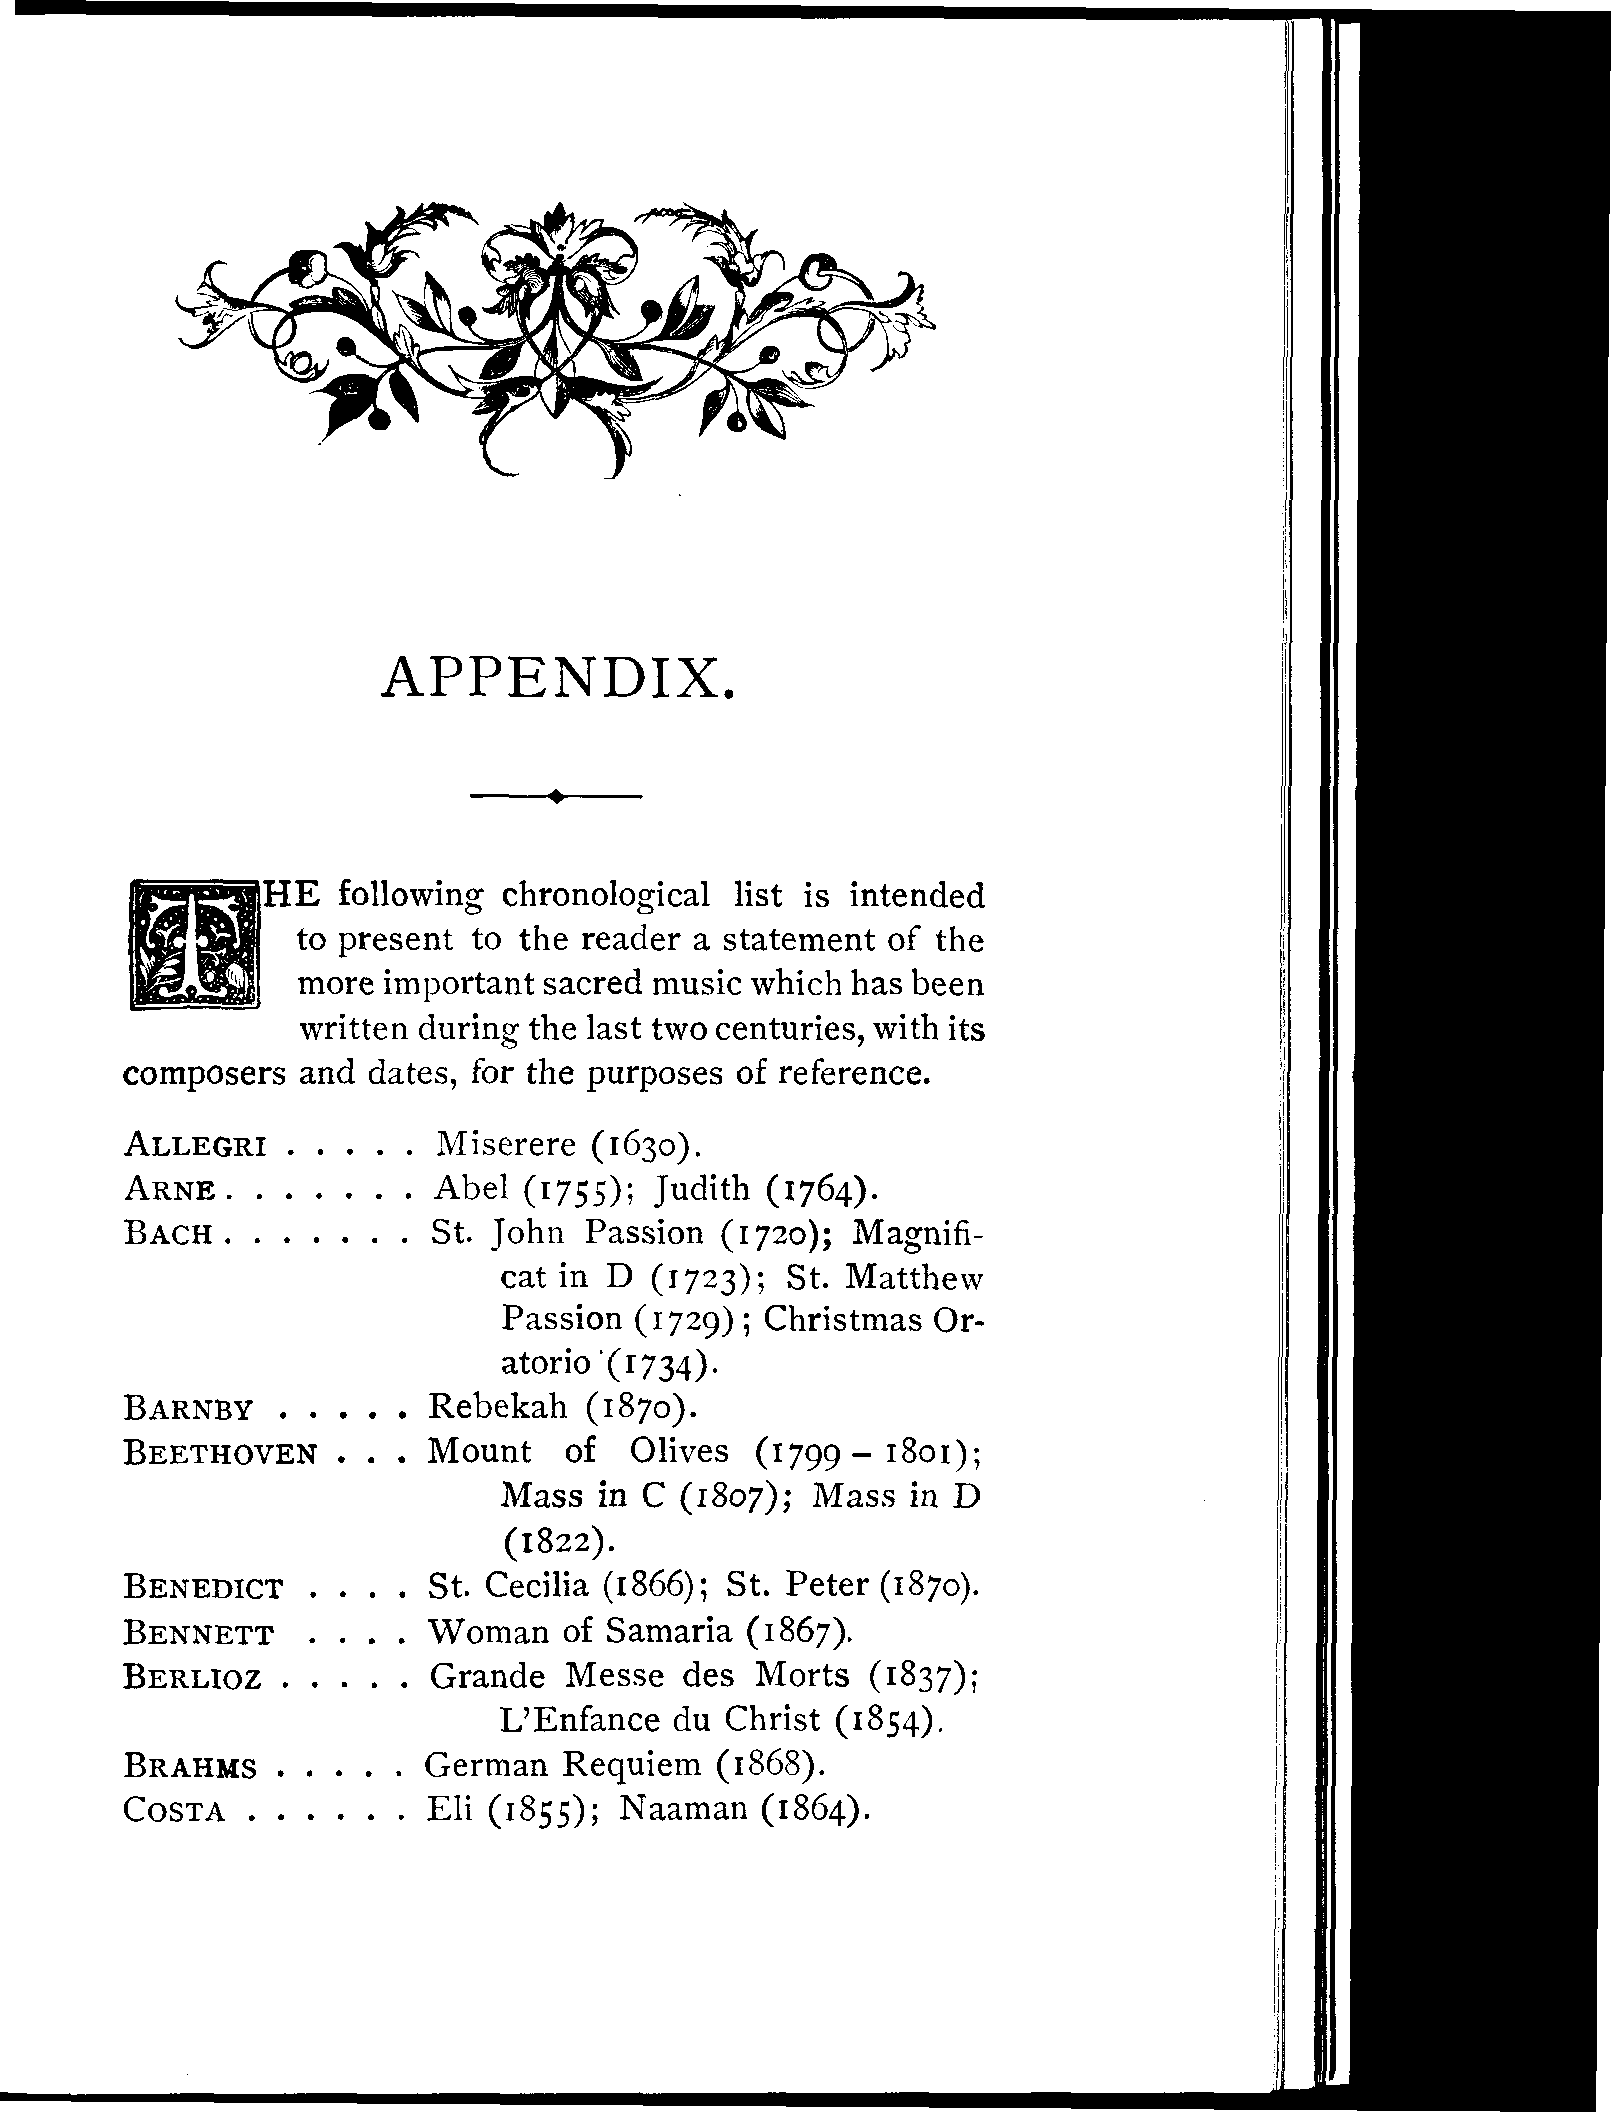 APPENDIX.
THE following chronological list is intended
to present to the reader a statement of the
more important sacred music which has been
written during the last two centuries, with its
composers and dates, for the purposes of reference.
ALLEGRI . . . . . Miserere (1630).
ARNE . . . . . . . Abel (1755); Judith (1764).
BACH . . . . . . . St. John Passion (1720); Magnifi-
cat in D (1723); St. Matthew
Passion (1729); Christmas Or-
atorio (1734).
BARNBY . . . . . Rebekah (1870).
BEETHOVEN . . . Mount of Olives (1799 – 1801);
Mass in C (1807); Mass in D
(1822).
BENEDICT . . . . St. Cecilia (1866); St. Peter (1870).
BENNETT . . . . Woman of Samaria (1867).
BERLIOZ . . . . . Grande Messe des Morts (1837);
L'Enfance du Christ (1854).
BRAHMS . . . . . German Requiem (1868).
COSTA . . . . . . Eli (1855); Naaman (1864).